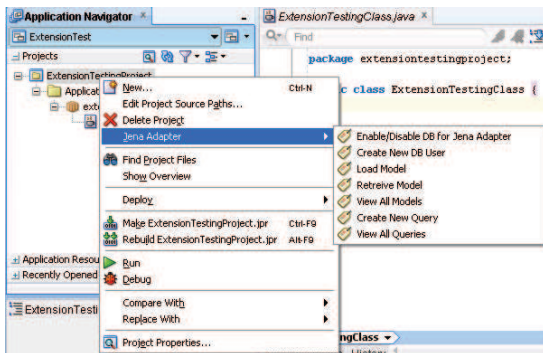 Application Navigator
ExtensionTestingClass.java
ExtensionTest
Find
Projects
package extensiontestingproject;
ExtensionTestingProject
class ExtensionTestingClass {
New... Ctrl-N
Edit Project Source Paths...
Delete Project
Jena Adapter
Enable/Disable DB for Jena Adapter
Create New DB User
Find Project Files
Load Model
Show Overview
Retreive Model
View All Models
Deploy
Create New Query
Make ExtensionTestingProject.jpr Ctrl-F9
View All Queries
Rebuild ExtensionTestingProject.jpr Alt-F9
Application Resou
Run
Recently Opened
Debug
ExtensionTesti
Compare With
Replace With
Project Properties...
ngClass